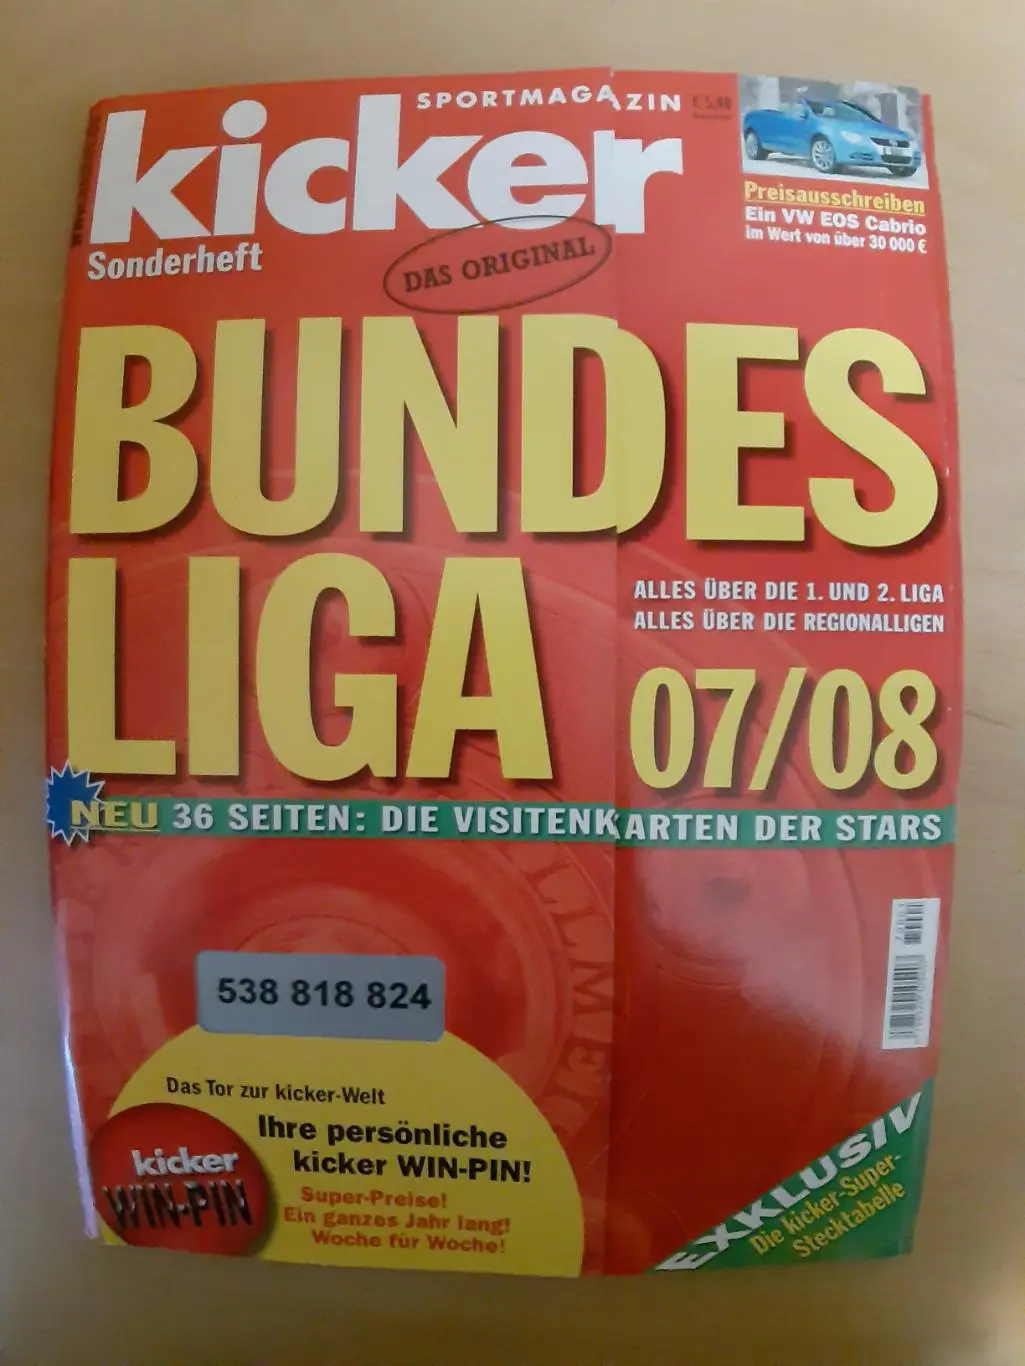 SPORTMAGAZIN
kicker
€ 5,40
Sonderheft
DAS ORIGINAL
Preisausschreiben
Ein VW EOS Cabrio
im Wert von über 30 000 €
BUNDES
LIGA
ALLES ÜBER DIE 1. UND 2. LIGA
ALLES ÜBER DIE REGIONALLIGEN
07/08
NEU 36 SEITEN: DIE VISITENKARTEN DER STARS
538 818 824
Das Tor zur kicker-Welt
Ihre persönliche
kicker WIN-PIN!
Super-Preise!
Ein ganzes Jahr lang!
Woche für Woche!
kicker
WIN-PIN
EXKLUSIV
Die kicker-Super-
Stecktabelle